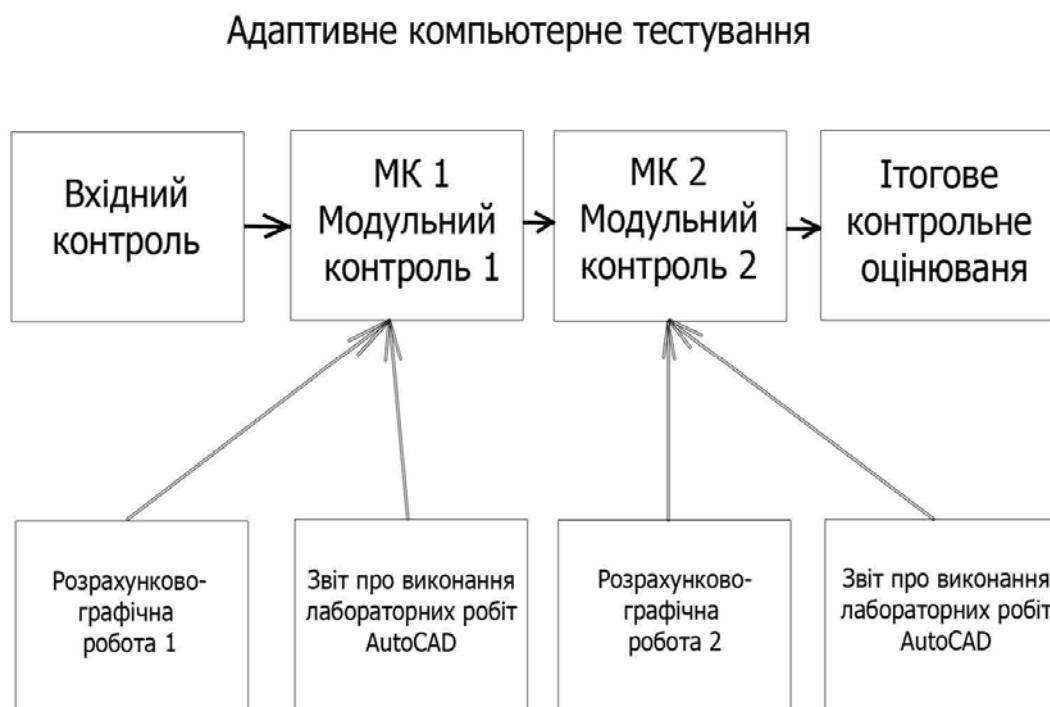 Адаптивне компьютерне тестування
Вхідний
контроль
МК 1
Модульний
контроль 1
МК 2
Модульний
контроль 2
Ітогове
контрольне
оцінюваня
Розрахунково-
графічна
робота 1
Звіт про виконання
лабораторних робіт
AutoCAD
Розрахунково-
графічна
робота 2
Звіт про виконання
лабораторних робіт
AutoCAD